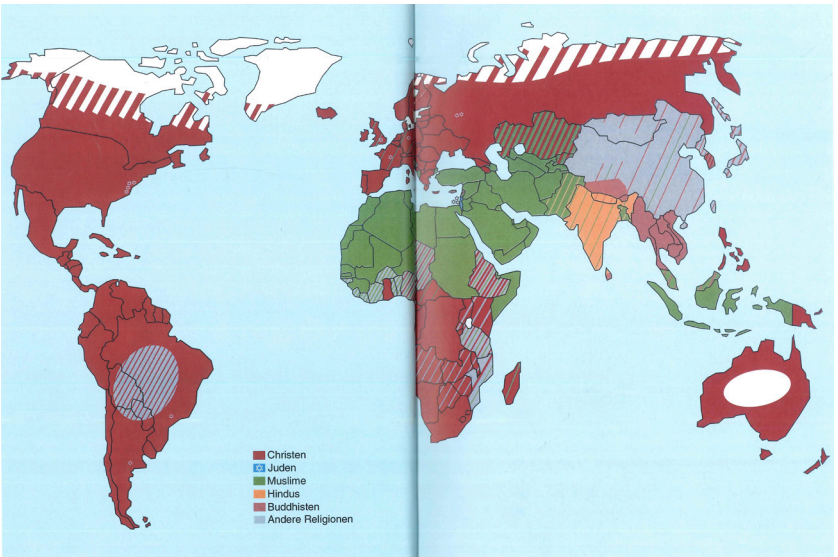 Christen
Juden
Muslime
Hindus
Buddhisten
Andere Religionen